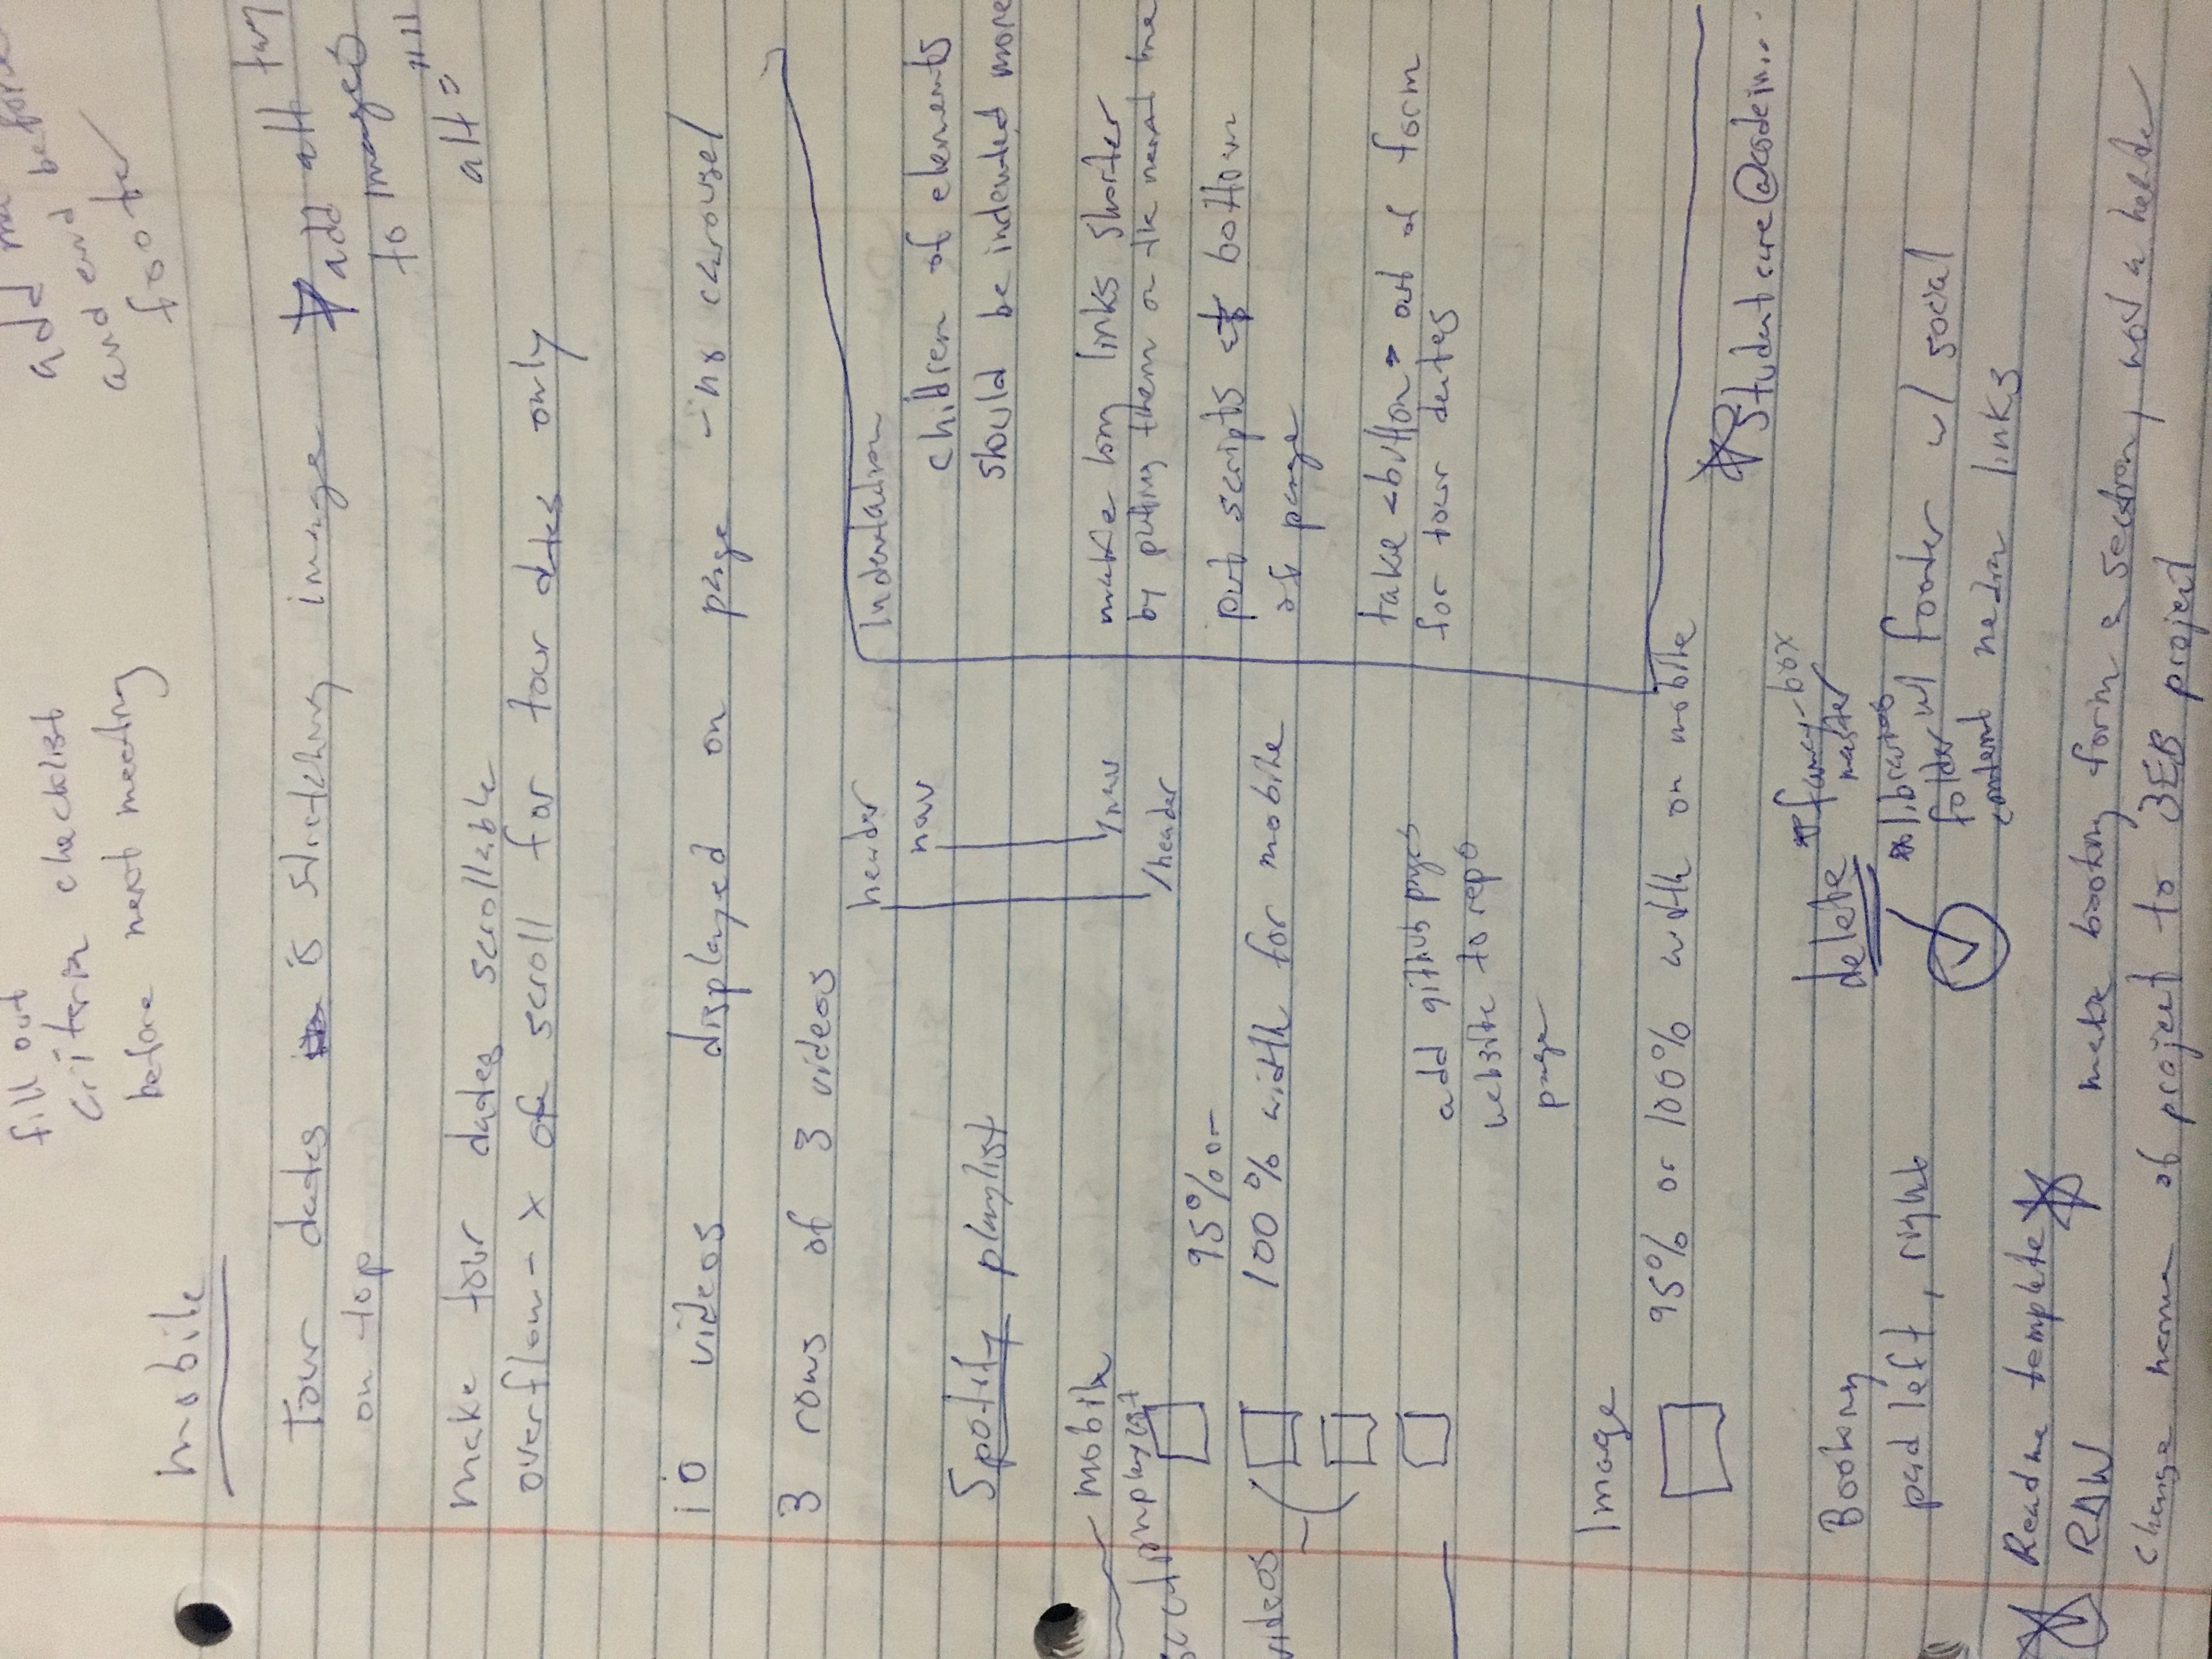 fill out
criteria checklist
before next meeting
add
and end before
footer
mobile
Tour dates is stretching image
on top
add alt tag
to images
alt=""
make tour dates scrollable
overflow-x of scroll for tour dates only
10 videos displayed on page - no carousel
3 rows of 3 videos
header
nav
/nav
/header
Spotify playlist
mobile
playlist
videos
95% or
100% width for mobile
add github pages
website to repo
page
Indentation
children of elements
should be indented more
make long links shorter
by putting them on the next line
put scripts at bottom
of page
take <button> out of form
for tour dates
Image
95% or 100% width on mobile
Studentcare@codein...
Booking
pad left, right
delete
fancy-box
master
libraries
folder w/
content
footer w/ social
media links
Readme template
RAW
make booking form a section, not a header
Change name of project to 3EB project